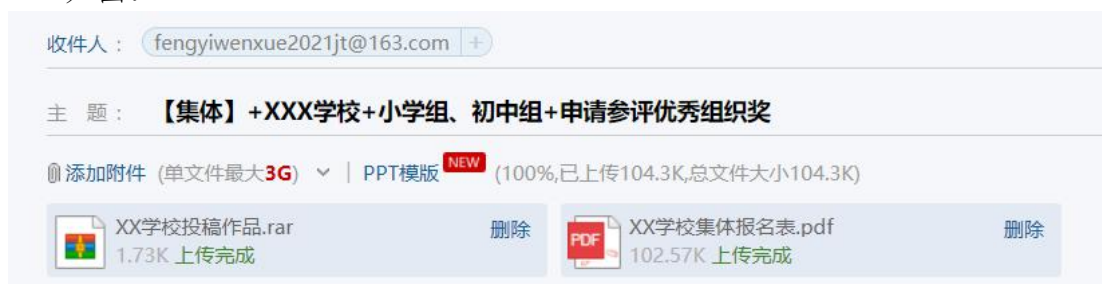 收件人： fengyiwenxue2021jt@163.com +
主 题： 【集体】+XXX学校+小学组、初中组+申请参评优秀组织奖
添加附件 (单文件最大3G) | PPT模版 NEW (100%,已上传104.3K,总文件大小104.3K)
XX学校投稿作品.rar 删除 PDF XX学校集体报名表.pdf 删除
1.73K 上传完成 102.57K 上传完成